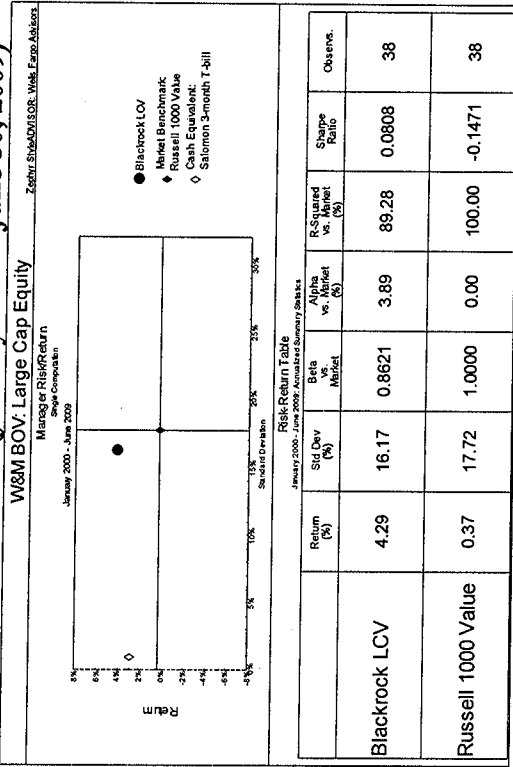 June 30, 2009)
W&M BOV: Large Cap Equity
Zephyr StyleADVISOR: Wells Fargo Advisors
Manager Risk/Return
Single Computation
January 2000 - June 2009
8%
6%
4%
2%
0%
-2%
-4%
-6%
-8%
Return
0%
5%
10%
15%
20%
25%
30%
Standard Deviation
Blackrock LCV
Market Benchmark:
Russell 1000 Value
Cash Equivalent:
Salomon 3-month T-bill
Risk-Return Table
January 2000 - June 2009: Annualized Summary Statistics
Return (%) Std Dev (%) Beta vs. Market Alpha vs. Market (%) R-Squared vs. Market (%) Sharpe Ratio Observs.
Blackrock LCV 4.29 16.17 0.8621 3.89 89.28 0.0808 38
Russell 1000 Value 0.37 17.72 1.0000 0.00 100.00 -0.1471 38